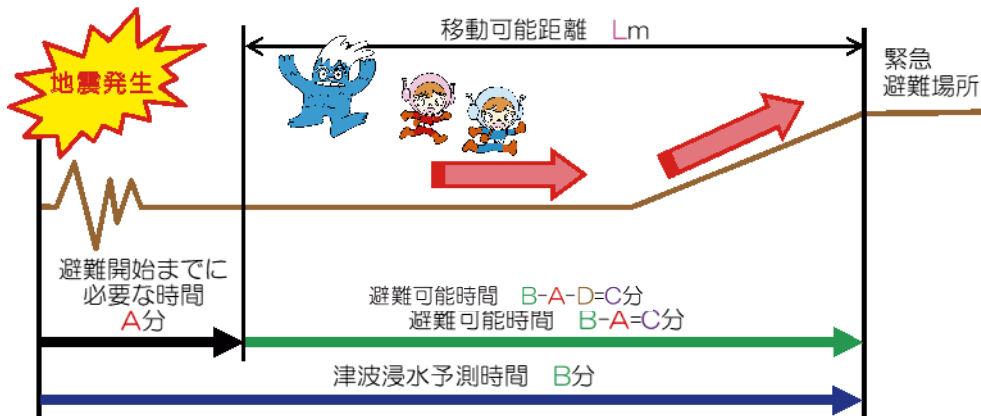 移動可能距離 Lm
地震発生
緊急
避難場所
避難開始までに
必要な時間
A分
避難可能時間 B-A-D=C分
避難可能時間 B-A=C分
津波浸水予測時間 B分